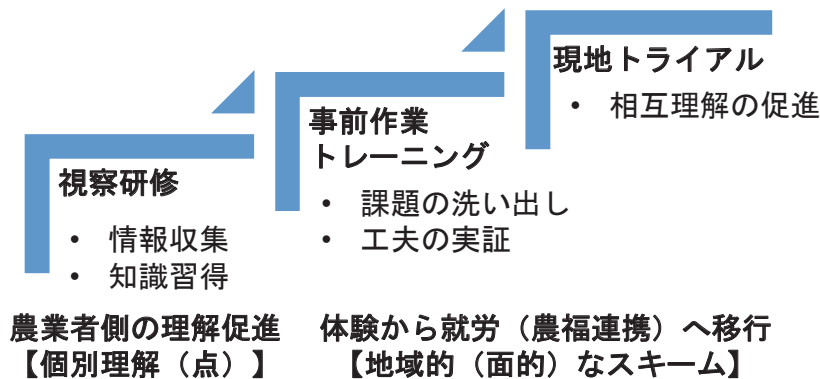 視察研修
• 情報収集
• 知識習得
事前作業
トレーニング
• 課題の洗い出し
• 工夫の実証
現地トライアル
• 相互理解の促進
農業者側の理解促進
【個別理解（点）】
体験から就労（農福連携）へ移行
【地域的（面的）なスキーム】